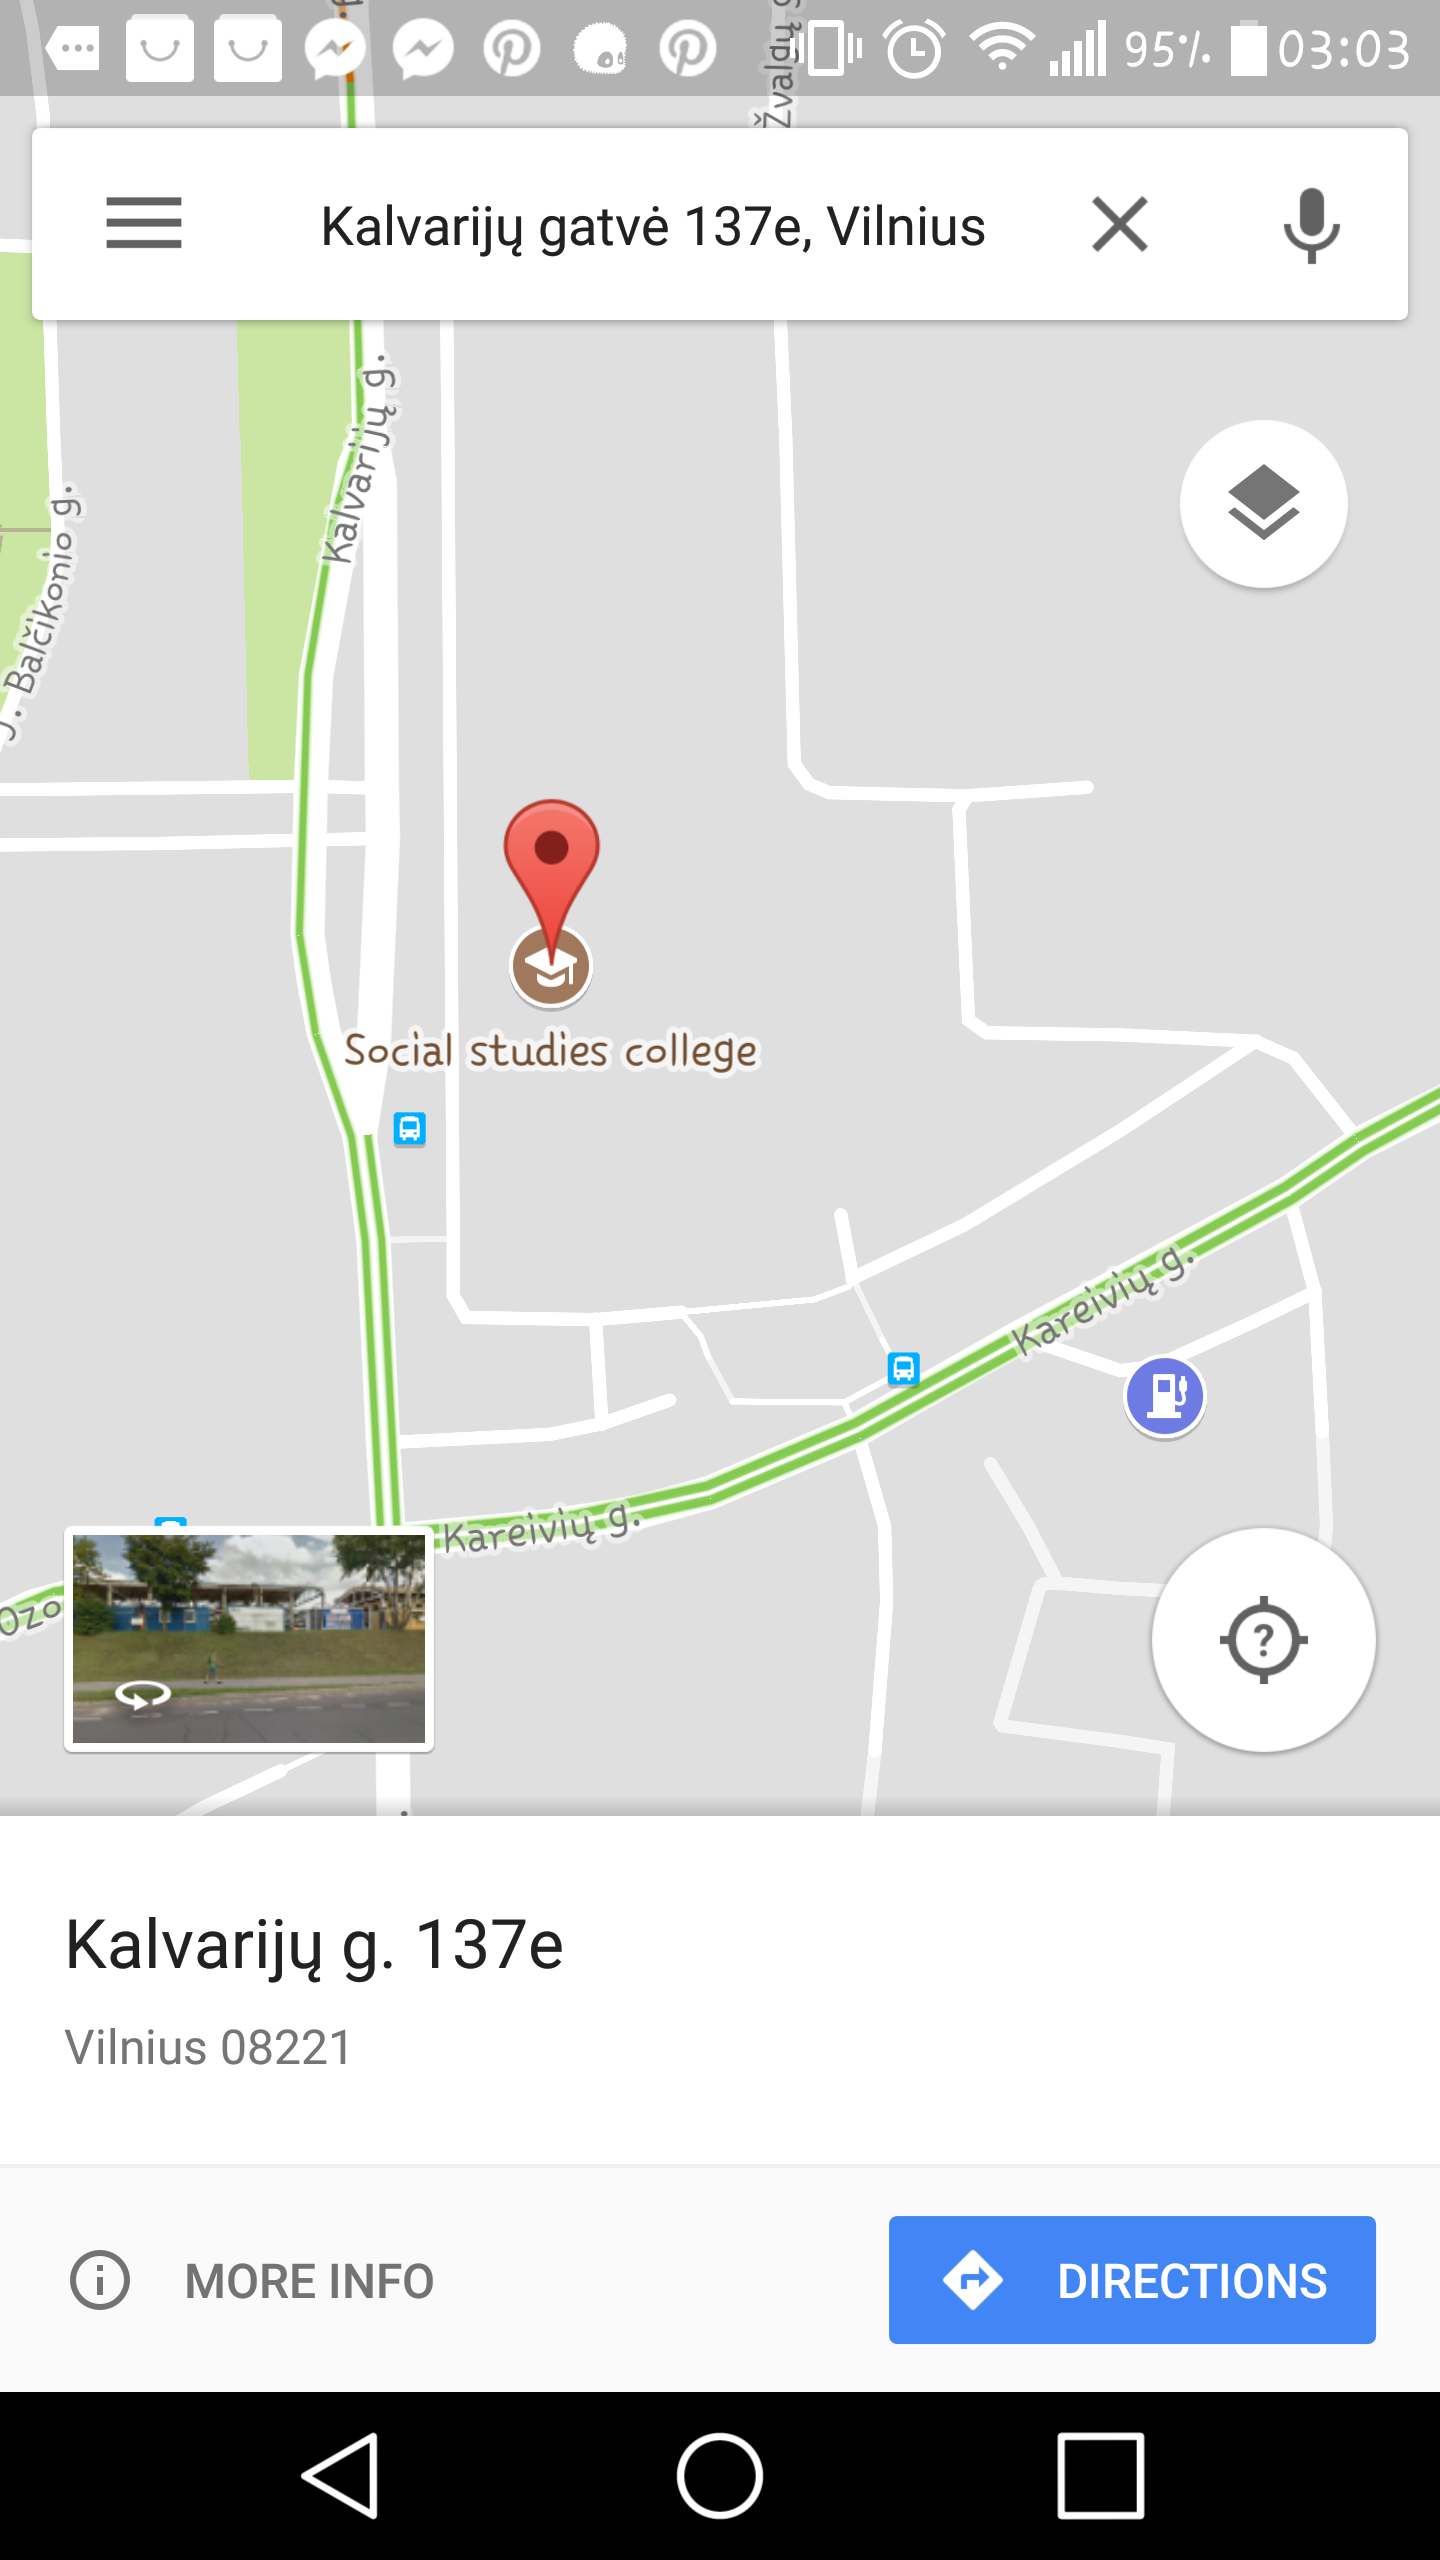 95%
03:03
Žvaldų g
Kalvarijų gatvė 137e, Vilnius
Kalvarijų g.
J. Balčikonio g.
Social studies college
Kareivių g.
Kareivių g.
Ozo
?
Kalvarijų g. 137e
Vilnius 08221
MORE INFO
DIRECTIONS